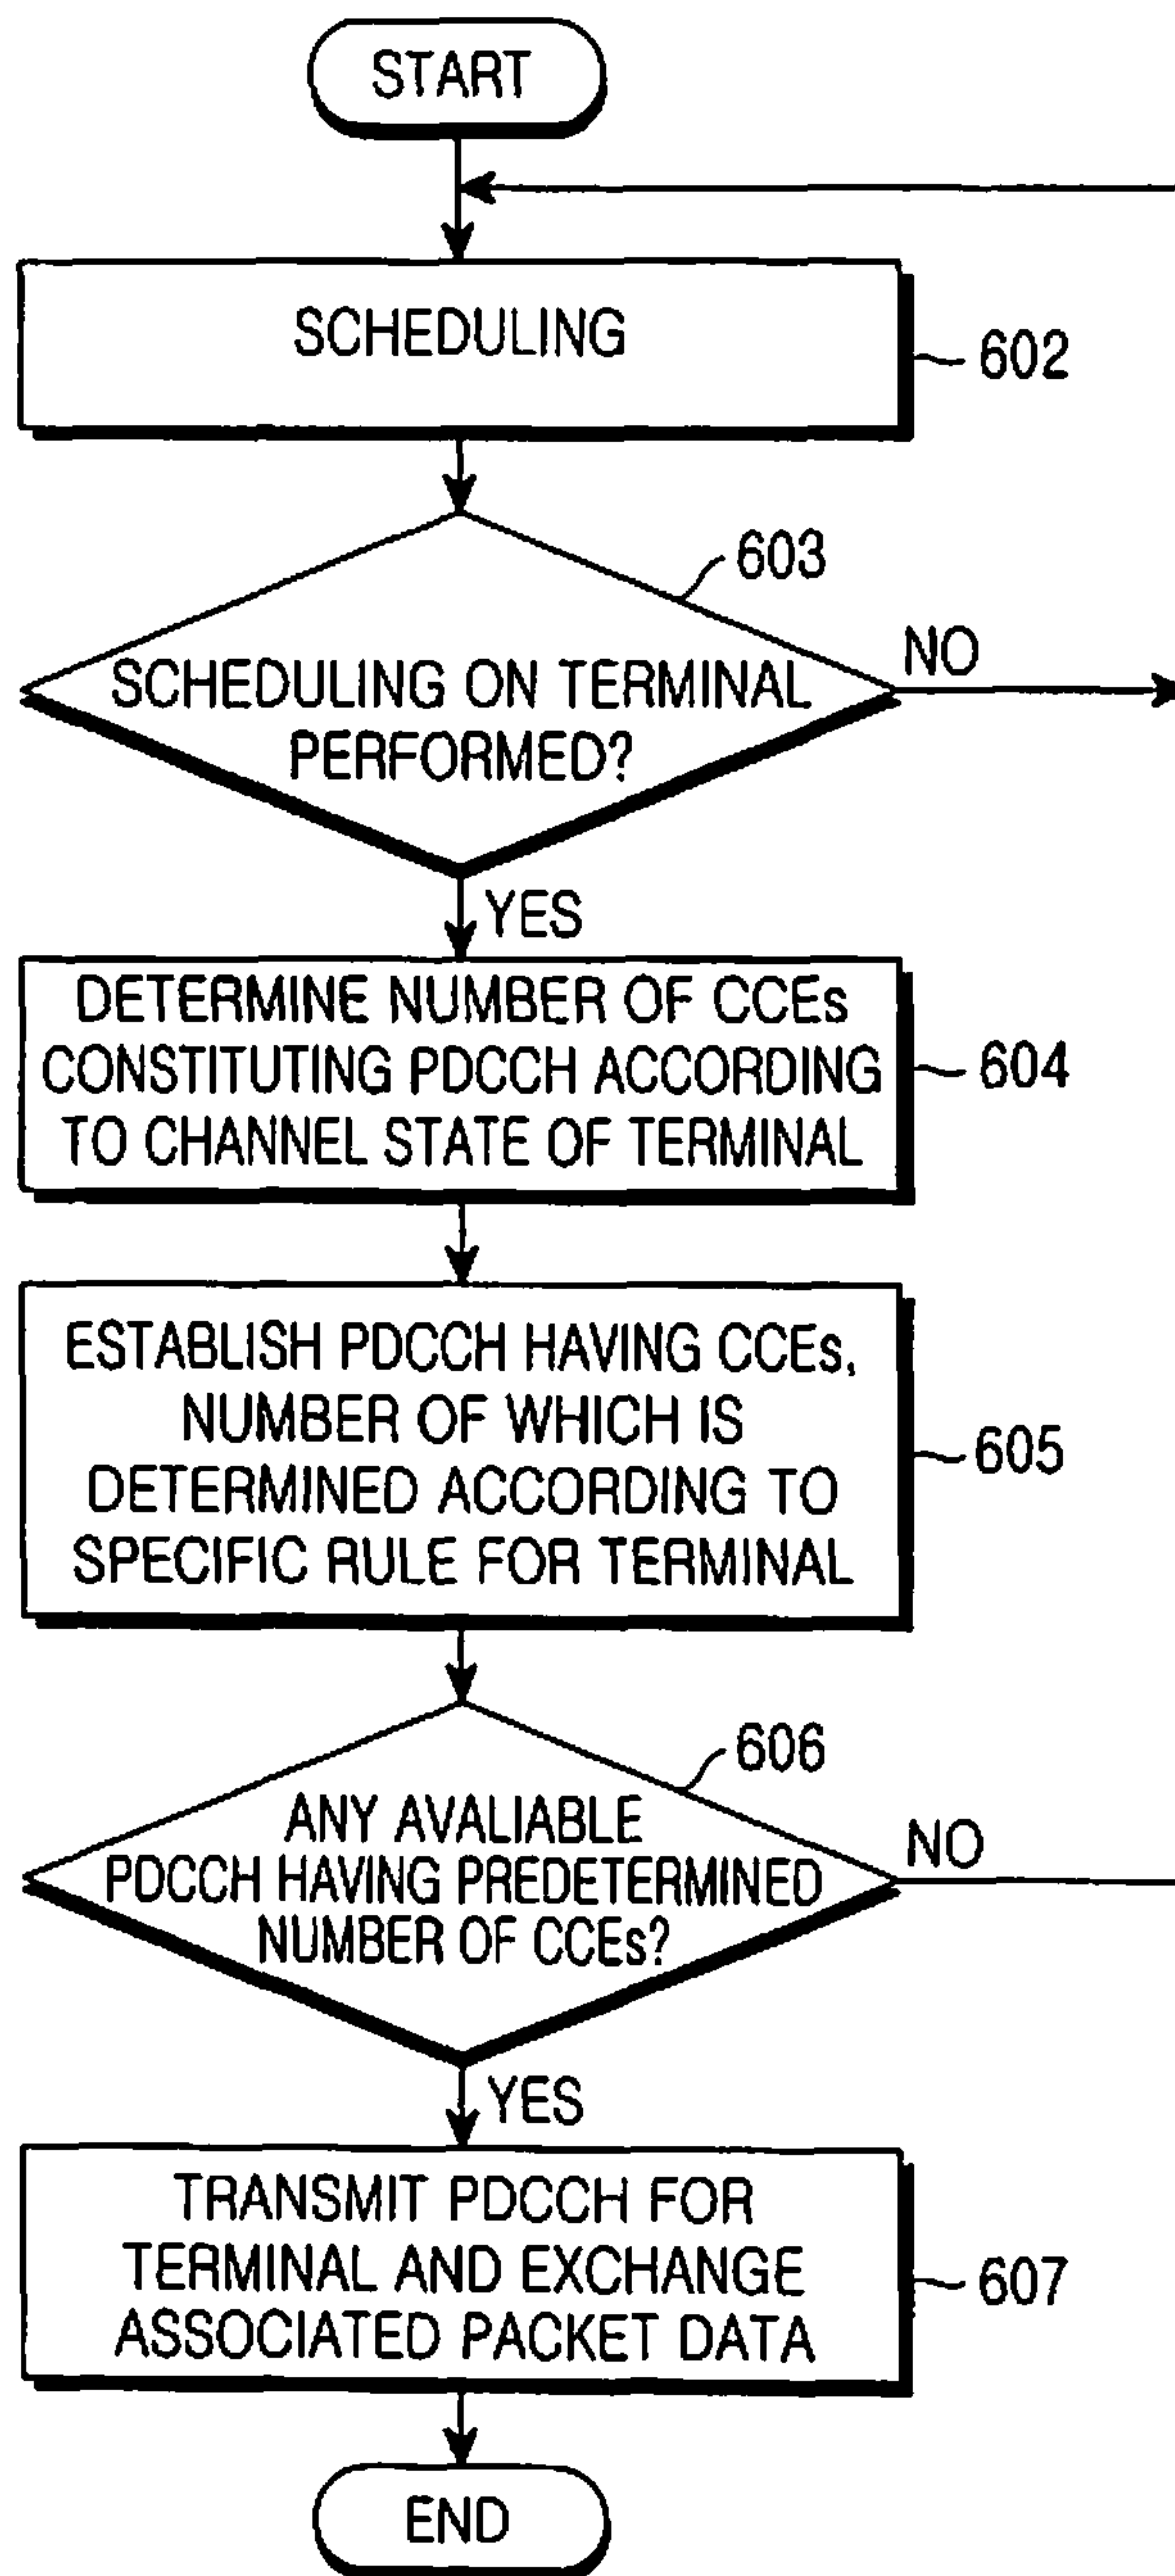 START
SCHEDULING
602
603
SCHEDULING ON TERMINAL
PERFORMED?
NO
YES
DETERMINE NUMBER OF CCEs
CONSTITUTING PDCCH ACCORDING
TO CHANNEL STATE OF TERMINAL
604
ESTABLISH PDCCH HAVING CCEs,
NUMBER OF WHICH IS
DETERMINED ACCORDING TO
SPECIFIC RULE FOR TERMINAL
605
606
ANY AVALIABLE
PDCCH HAVING PREDETERMINED
NUMBER OF CCEs?
NO
YES
TRANSMIT PDCCH FOR
TERMINAL AND EXCHANGE
ASSOCIATED PACKET DATA
607
END